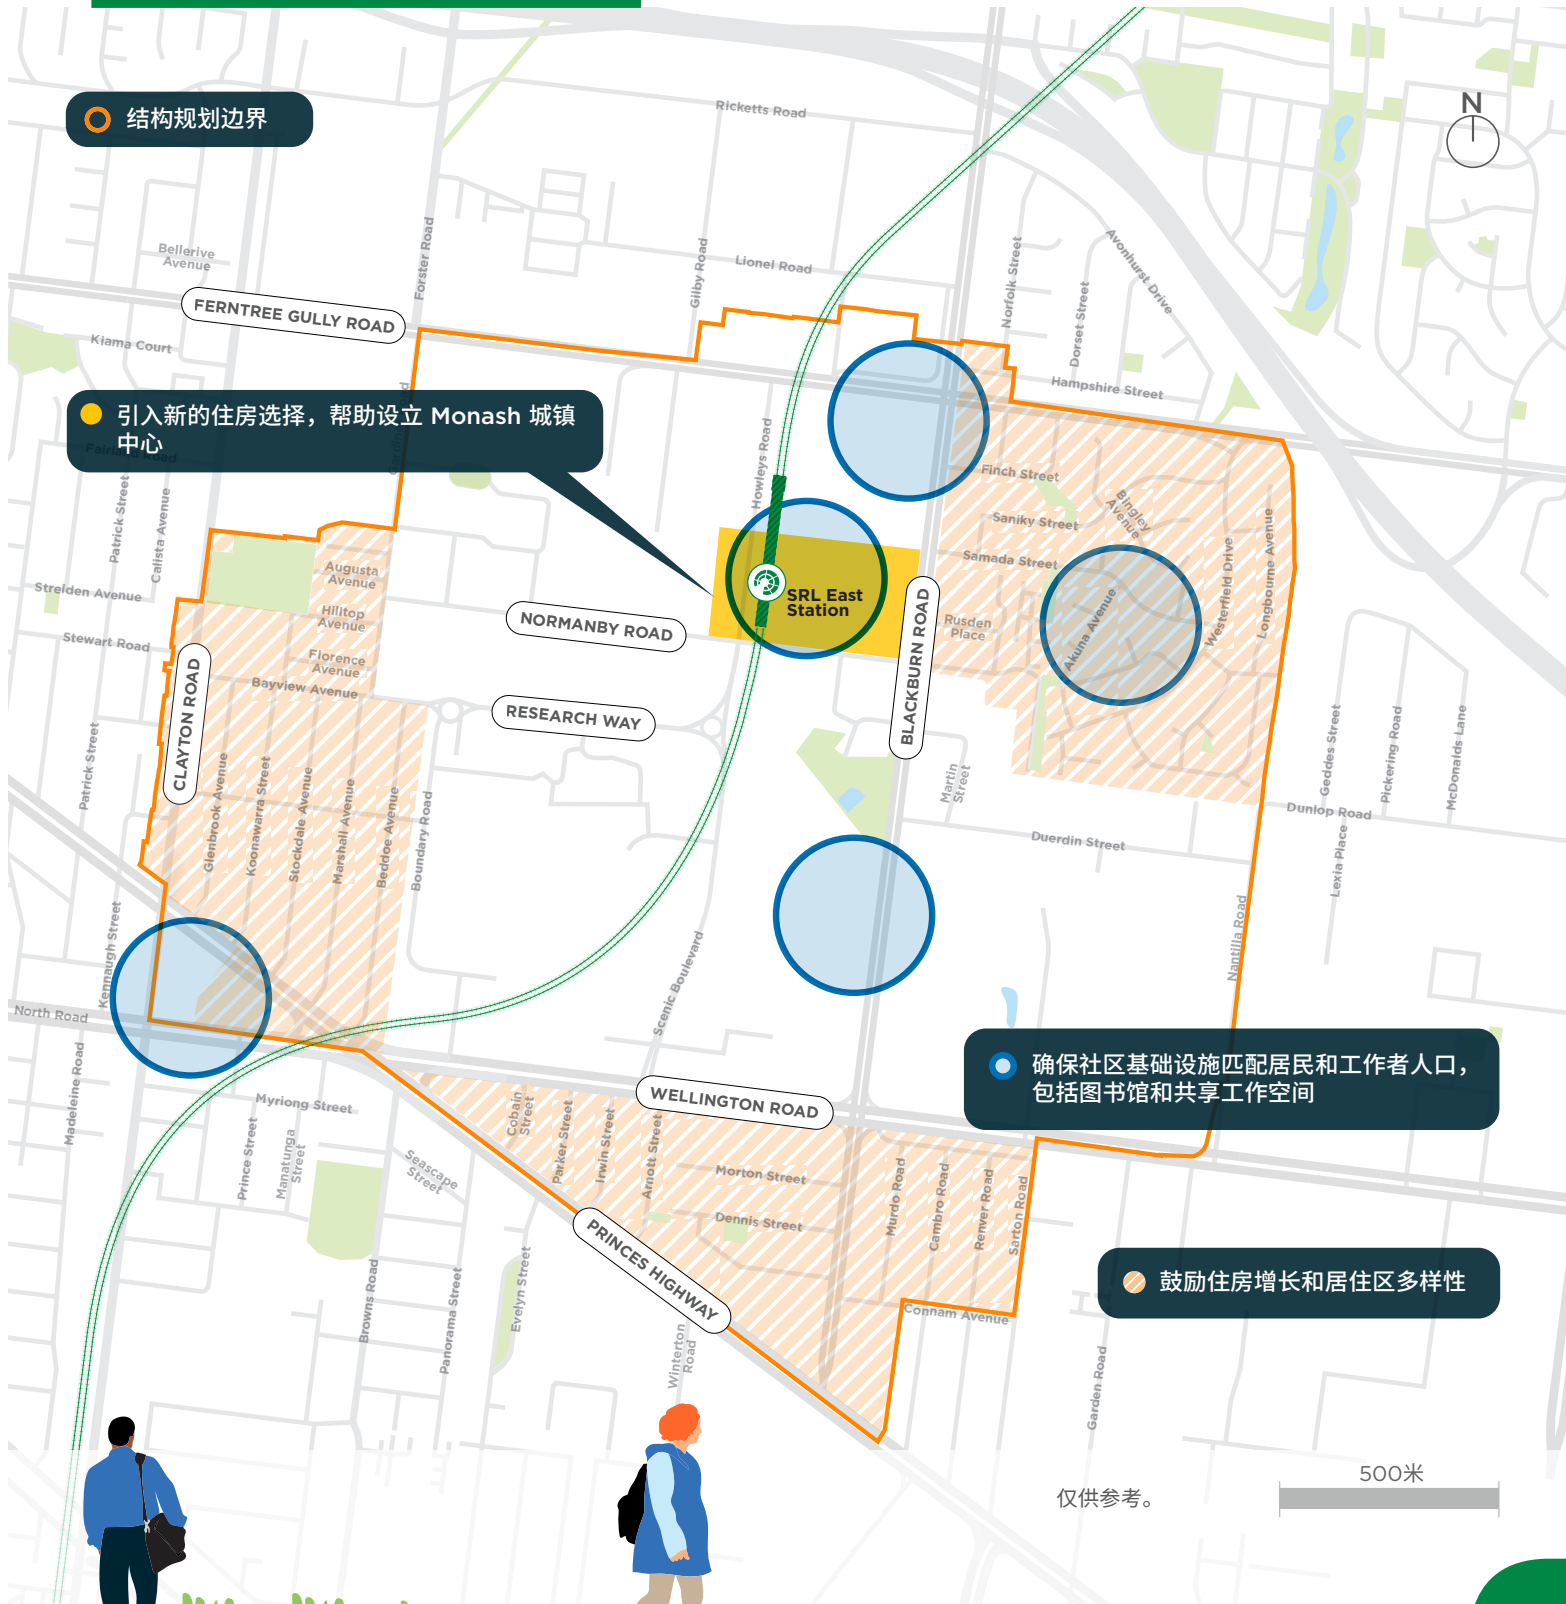 结构规划边界
N
Ricketts Road
Bellerive
Avenue
Forster Road
Gilby Road
Lionel Road
Norfolk Street
Avonhurst Drive
Dorset Street
FERNTREE GULLY ROAD
Kiama Court
Hampshire Street
引入新的住房选择，帮助设立 Monash 城镇
中心
Fairland Road
Howleys Road
Finch Street
Bingley
Avenue
Patrick Street
Calista Avenue
Saniky Street
Samada Street
Westerfield Drive
Longbourne Avenue
Strelden Avenue
Augusta
Avenue
Hilltop
Avenue
Florence
Avenue
Bayview Avenue
Stewart Road
NORMANBY ROAD
SRL East
Station
BLACKBURN ROAD
Rusden
Place
Akuna Avenue
CLAYTON ROAD
RESEARCH WAY
Patrick Street
Glenbrook Avenue
Koonawarra Street
Stockdale Avenue
Marshall Avenue
Beddoe Avenue
Boundary Road
Martin
Street
Duerdin Street
Geddes Street
Pickering Road
McDonalds Lane
Dunlop Road
Lexia Place
Nantilla Road
Kennaugh Street
North Road
Scenic Boulevard
Madeleine Road
确保社区基础设施匹配居民和工作者人口，
包括图书馆和共享工作空间
WELLINGTON ROAD
Myriong Street
Prince Street
Manatunga
Street
Seascape
Street
Cobain
Street
Parker Street
Irwin Street
Arnott Street
Morton Street
Dennis Street
Murdo Road
Cambro Road
Renver Road
Sarton Road
PRINCES HIGHWAY
鼓励住房增长和居住区多样性
Connam Avenue
Browns Road
Panorama Street
Evelyn Street
Winterton
Road
Garden Road
仅供参考。
500米